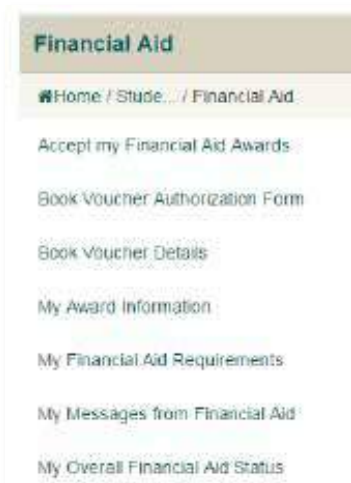 Financial Aid
Home / Stude... / Financial Aid
Accept my Financial Aid Awards
Book Voucher Authorization Form
Book Voucher Details
My Award Information
My Financial Aid Requirements
My Messages from Financial Aid
My Overall Financial Aid Status